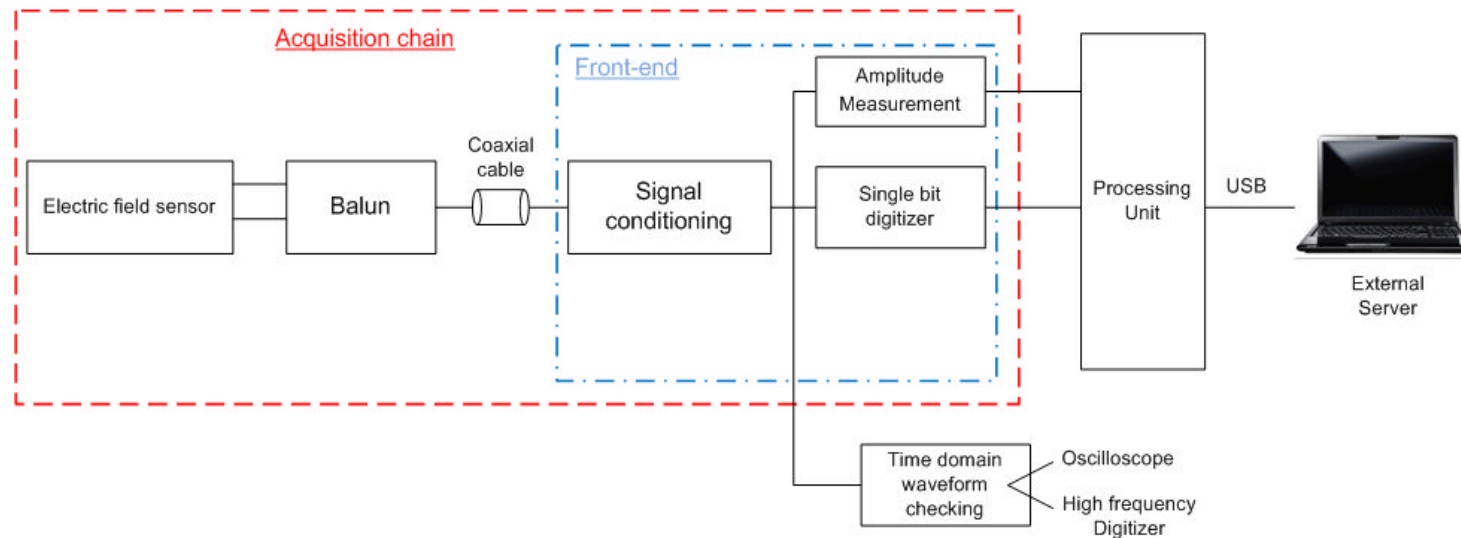 Acquisition chain
Front-end
Amplitude
Measurement
Coaxial
cable
Electric field sensor
Balun
Signal
conditioning
Single bit
digitizer
Processing
Unit
USB
External
Server
Time domain
waveform
checking
Oscilloscope
High frequency
Digitizer